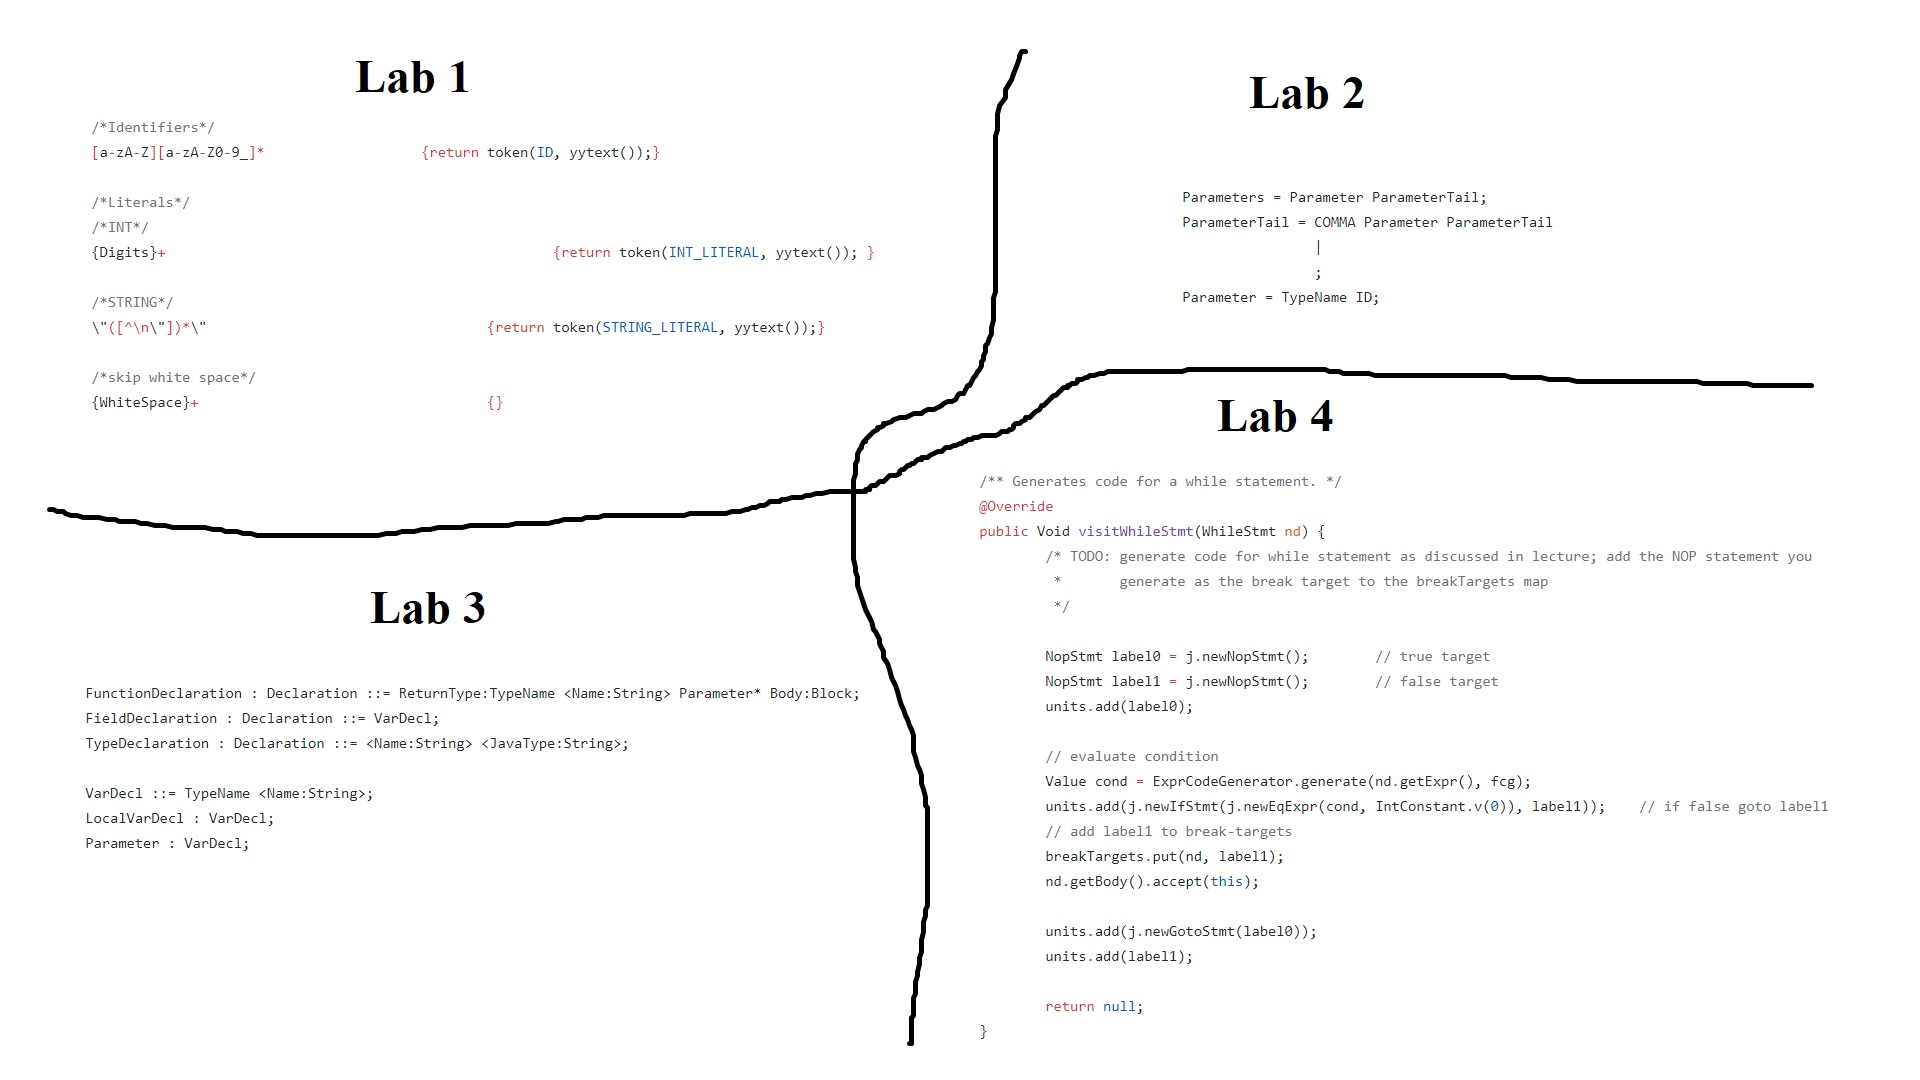 Lab 1
/*Identifiers*/
[a-zA-Z][a-zA-Z0-9_]* {return token(ID, yytext());}
/*Literals*/
/*INT*/
{Digits}+ {return token(INT_LITERAL, yytext()); }
/*STRING*/
\"([^\n\"])*\" {return token(STRING_LITERAL, yytext());}
/*skip white space*/
{WhiteSpace}+ {}
Lab 2
Parameters = Parameter ParameterTail;
ParameterTail = COMMA Parameter ParameterTail
|
;
Parameter = TypeName ID;
Lab 3
FunctionDeclaration : Declaration ::= ReturnType:TypeName <Name:String> Parameter* Body:Block;
FieldDeclaration : Declaration ::= VarDecl;
TypeDeclaration : Declaration ::= <Name:String> <JavaType:String>;
VarDecl ::= TypeName <Name:String>;
LocalVarDecl : VarDecl;
Parameter : VarDecl;
Lab 4
/** Generates code for a while statement. */
@Override
public Void visitWhileStmt(WhileStmt nd) {
/* TODO: generate code for while statement as discussed in lecture; add the NOP statement you
* generate as the break target to the breakTargets map
*/
NopStmt label0 = j.newNopStmt(); // true target
NopStmt label1 = j.newNopStmt(); // false target
units.add(label0);
// evaluate condition
Value cond = ExprCodeGenerator.generate(nd.getExpr(), fcg);
units.add(j.newIfStmt(j.newEqExpr(cond, IntConstant.v(0)), label1)); // if false goto label1
// add label1 to break-targets
breakTargets.put(nd, label1);
nd.getBody().accept(this);
units.add(j.newGotoStmt(label0));
units.add(label1);
return null;
}